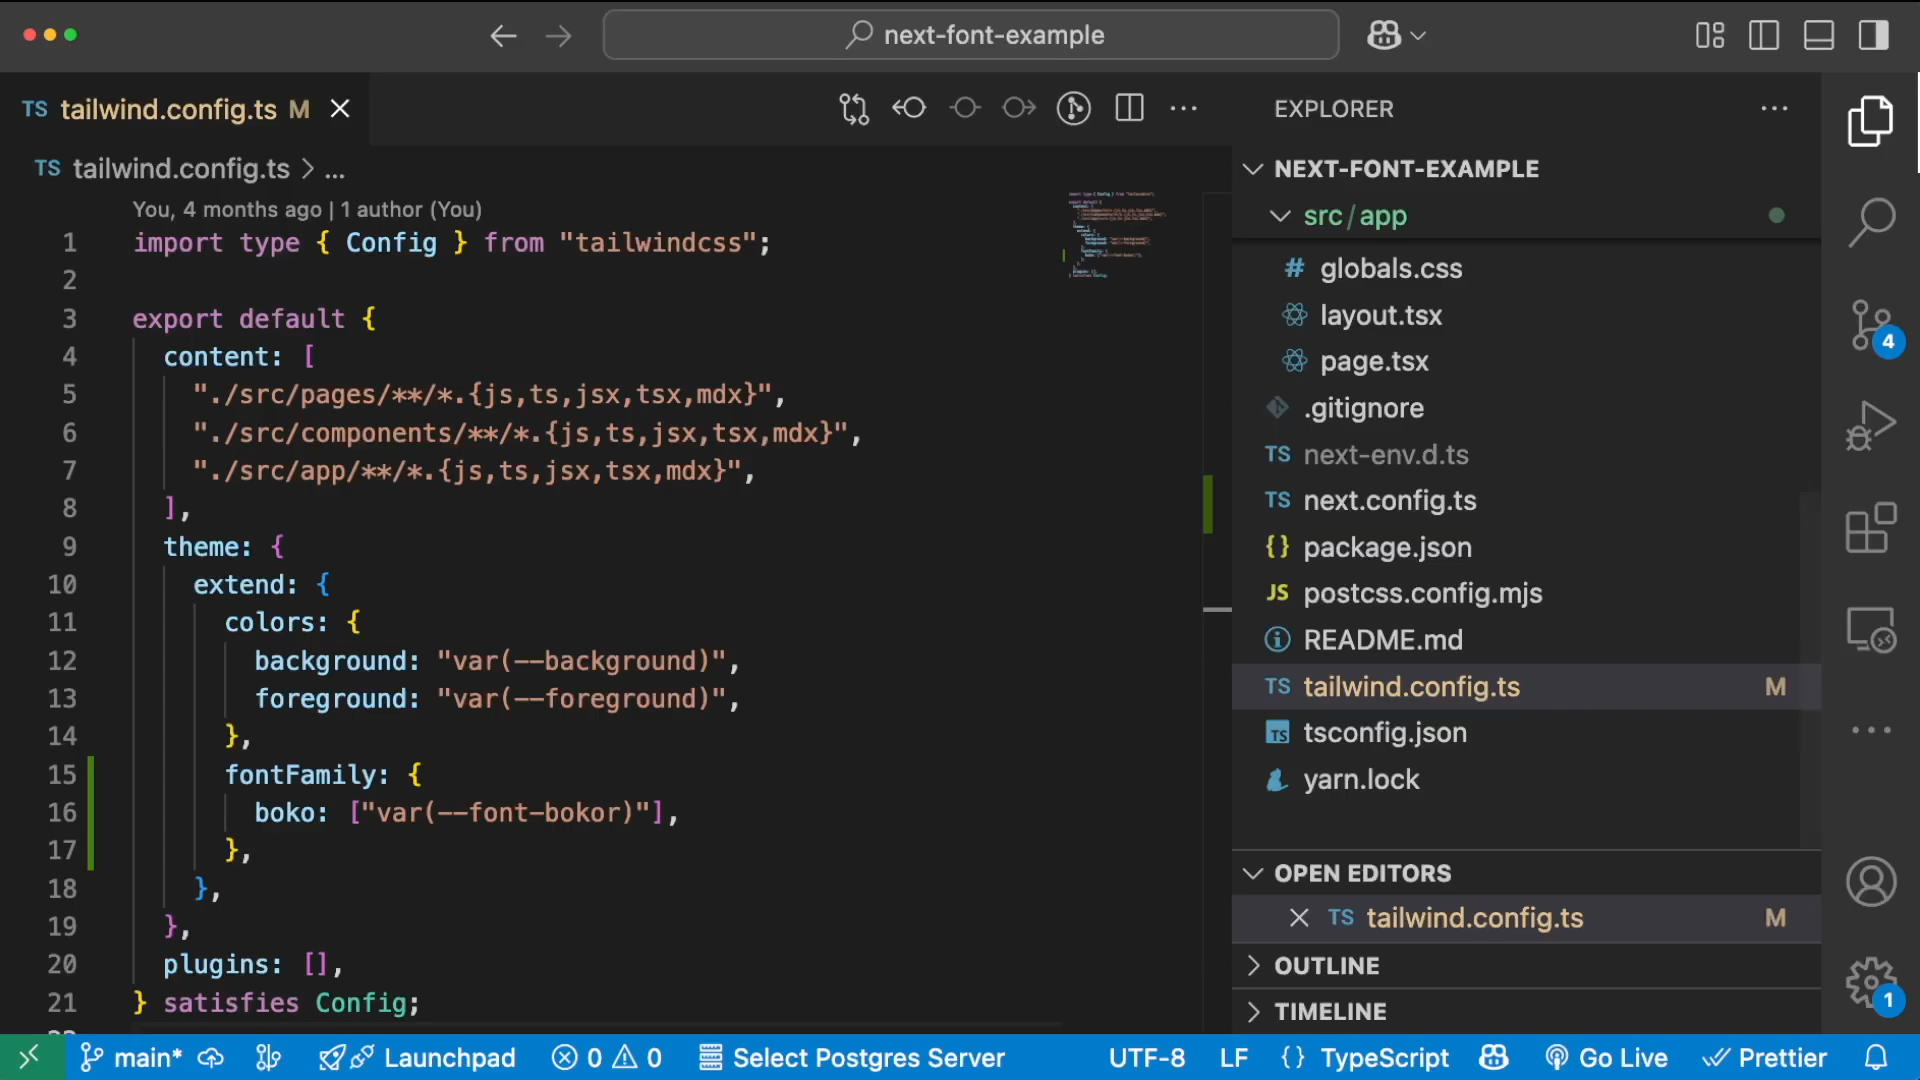 next-font-example
TS tailwind.config.ts M
TS tailwind.config.ts > ...
You, 4 months ago | 1 author (You)
1 import type { Config } from "tailwindcss";
2
3 export default {
4 content: [
5 "./src/pages/**/*.{js,ts,jsx,tsx,mdx}",
6 "./src/components/**/*.{js,ts,jsx,tsx,mdx}",
7 "./src/app/**/*.{js,ts,jsx,tsx,mdx}",
8 ],
9 theme: {
10 extend: {
11 colors: {
12 background: "var(--background)",
13 foreground: "var(--foreground)",
14 },
15 fontFamily: {
16 boko: ["var(--font-bokor)"],
17 },
18 },
19 },
20 plugins: [],
21 } satisfies Config;
EXPLORER
NEXT-FONT-EXAMPLE
src/app
# globals.css
layout.tsx
page.tsx
.gitignore
TS next-env.d.ts
TS next.config.ts
{} package.json
JS postcss.config.mjs
README.md
TS tailwind.config.ts M
TS tsconfig.json
yarn.lock
OPEN EDITORS
TS tailwind.config.ts M
OUTLINE
TIMELINE
4
1
main* Launchpad 0 0 Select Postgres Server UTF-8 LF {} TypeScript Go Live Prettier